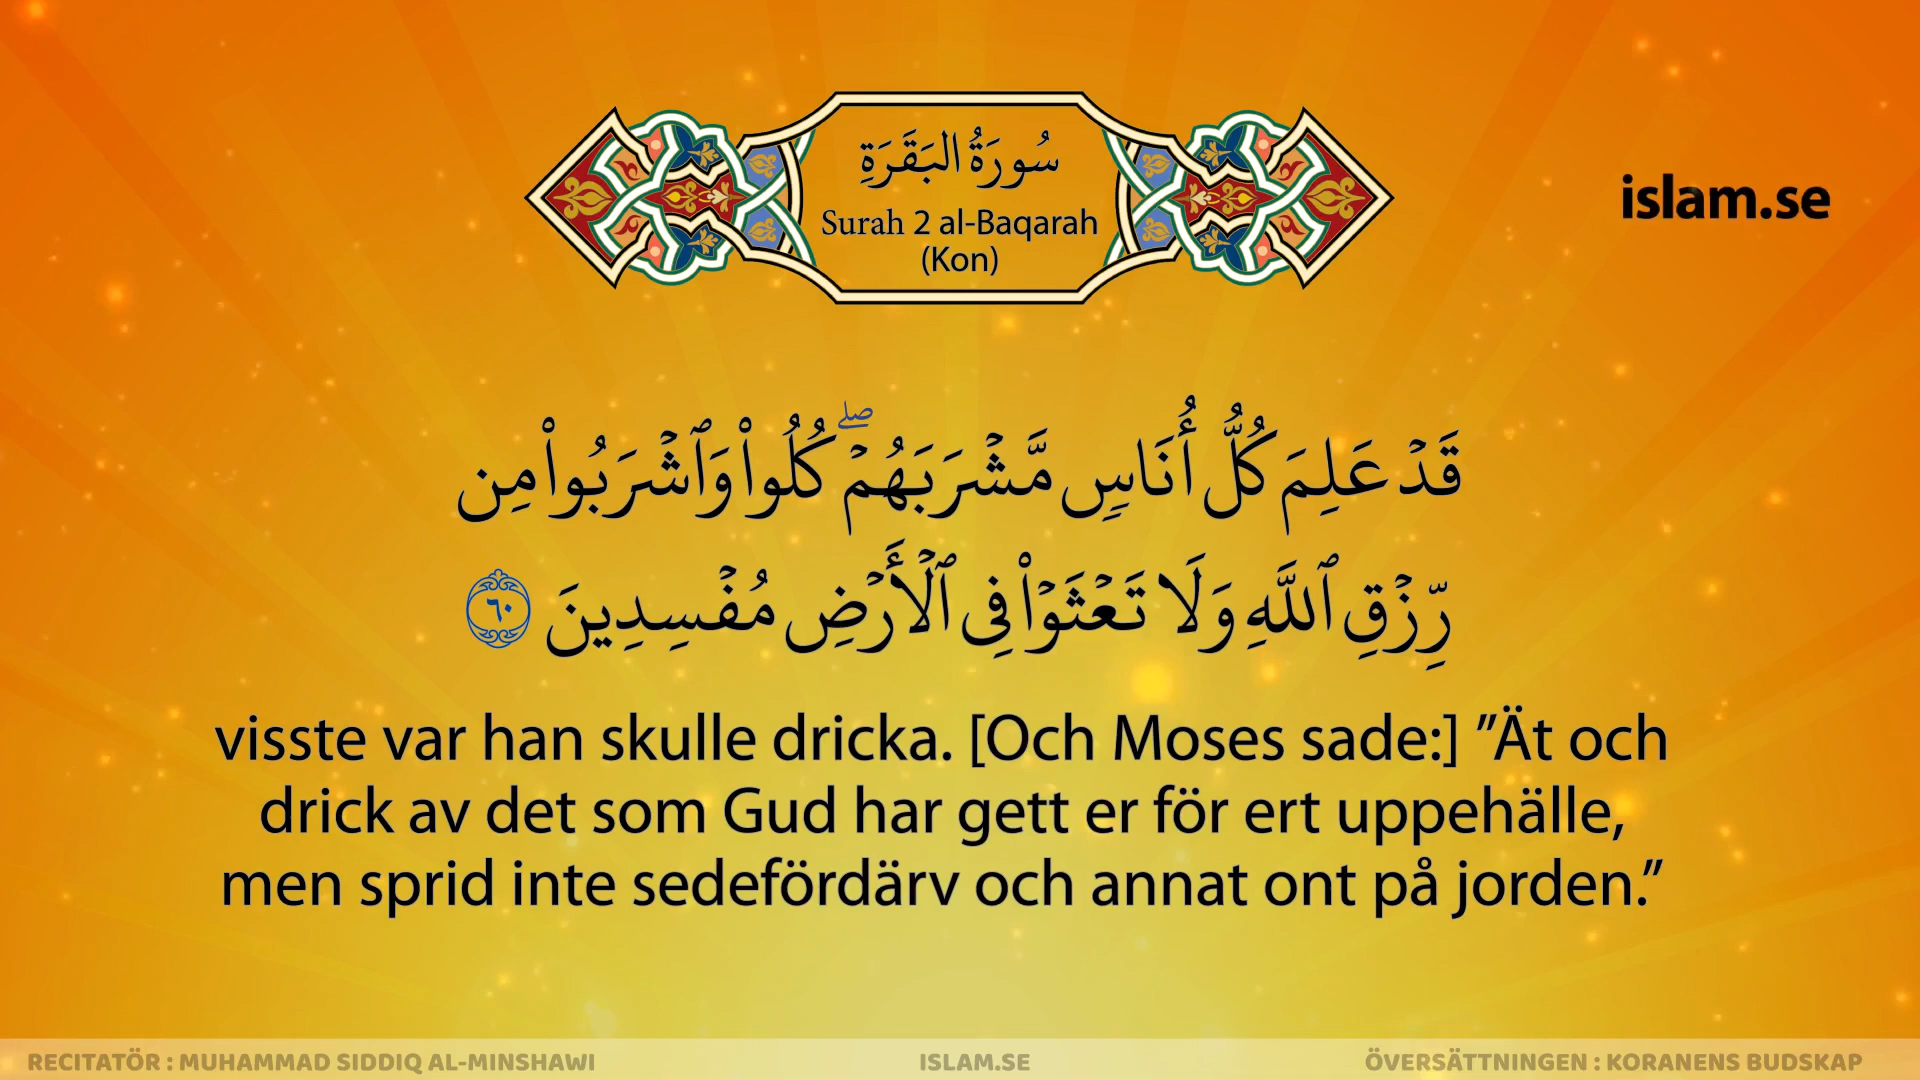 سُورَةُ البَقَرَةِ
Surah 2 al-Baqarah
(Kon)
islam.se
قَدۡ عَلِمَ كُلُّ أُنَاسٖ مَّشۡرَبَهُمۡۖ كُلُواْ وَٱشۡرَبُواْ مِن
رِّزۡقِ ٱللَّهِ وَلَا تَعۡثَوۡاْ فِي ٱلۡأَرۡضِ مُفۡسِدِينَ ٦٠
visste var han skulle dricka. [Och Moses sade:] ”Ät och
drick av det som Gud har gett er för ert uppehälle,
men sprid inte sedefördärv och annat ont på jorden.”
RECITATÖR : MUHAMMAD SIDDIQ AL-MINSHAWI
ISLAM.SE
ÖVERSÄTTNINGEN : KORANENS BUDSKAP